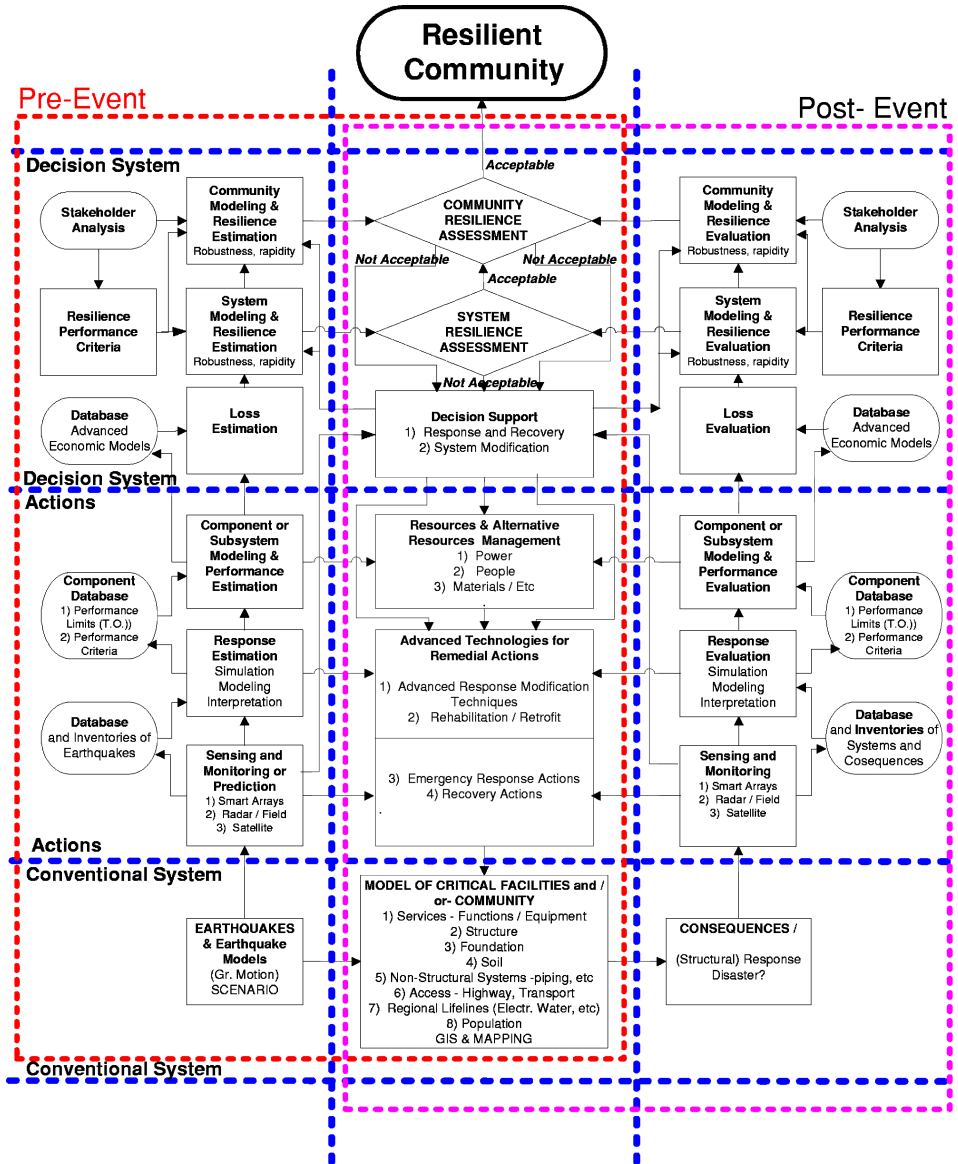 Resilient
Community
Pre-Event
Post- Event
Decision System
Stakeholder
Analysis
Resilience
Performance
Criteria
Database
Advanced
Economic Models
Community
Modeling &
Resilience
Estimation
Robustness, rapidity
System
Modeling &
Resilience
Estimation
Robustness, rapidity
Loss
Estimation
Acceptable
COMMUNITY
RESILIENCE
ASSESSMENT
Not Acceptable
Not Acceptable
Acceptable
SYSTEM
RESILIENCE
ASSESSMENT
Not Acceptable
Decision Support
1) Response and Recovery
2) System Modification
Community
Modeling &
Resilience
Evaluation
Robustness, rapidity
System
Modeling &
Resilience
Evaluation
Robustness, rapidity
Loss
Evaluation
Stakeholder
Analysis
Resilience
Performance
Criteria
Database
Advanced
Economic Models
Decision System
Actions
Component
Database
1) Performance
Limits (T.O.))
2) Performance
Criteria
Database
and Inventories of
Earthquakes
Component or
Subsystem
Modeling &
Performance
Estimation
Response
Estimation
Simulation
Modeling
Interpretation
Sensing and
Monitoring or
Prediction
1) Smart Arrays
2) Radar / Field
3) Satellite
Resources & Alternative
Resources Management
1) Power
2) People
3) Materials / Etc
.
Advanced Technologies for
Remedial Actions
1) Advanced Response Modification
Techniques
2) Rehabilitation / Retrofit
3) Emergency Response Actions
4) Recovery Actions
.
Component or
Subsystem
Modeling &
Performance
Evaluation
Response
Evaluation
Simulation
Modeling
Interpretation
Sensing and
Monitoring
1) Smart Arrays
2) Radar / Field
3) Satellite
Component
Database
1) Performance
Limits (T.O.))
2) Performance
Criteria
Database
and Inventories of
Systems and
Cosequences
Actions
Conventional System
EARTHQUAKES
& Earthquake
Models
(Gr. Motion)
SCENARIO
MODEL OF CRITICAL FACILITIES and /
or- COMMUNITY
1) Services - Functions / Equipment
2) Structure
3) Foundation
4) Soil
5) Non-Structural Systems -piping, etc
6) Access - Highway, Transport
7) Regional Lifelines (Electr. Water, etc)
8) Population
GIS & MAPPING
CONSEQUENCES /
(Structural) Response
Disaster?
Conventional System